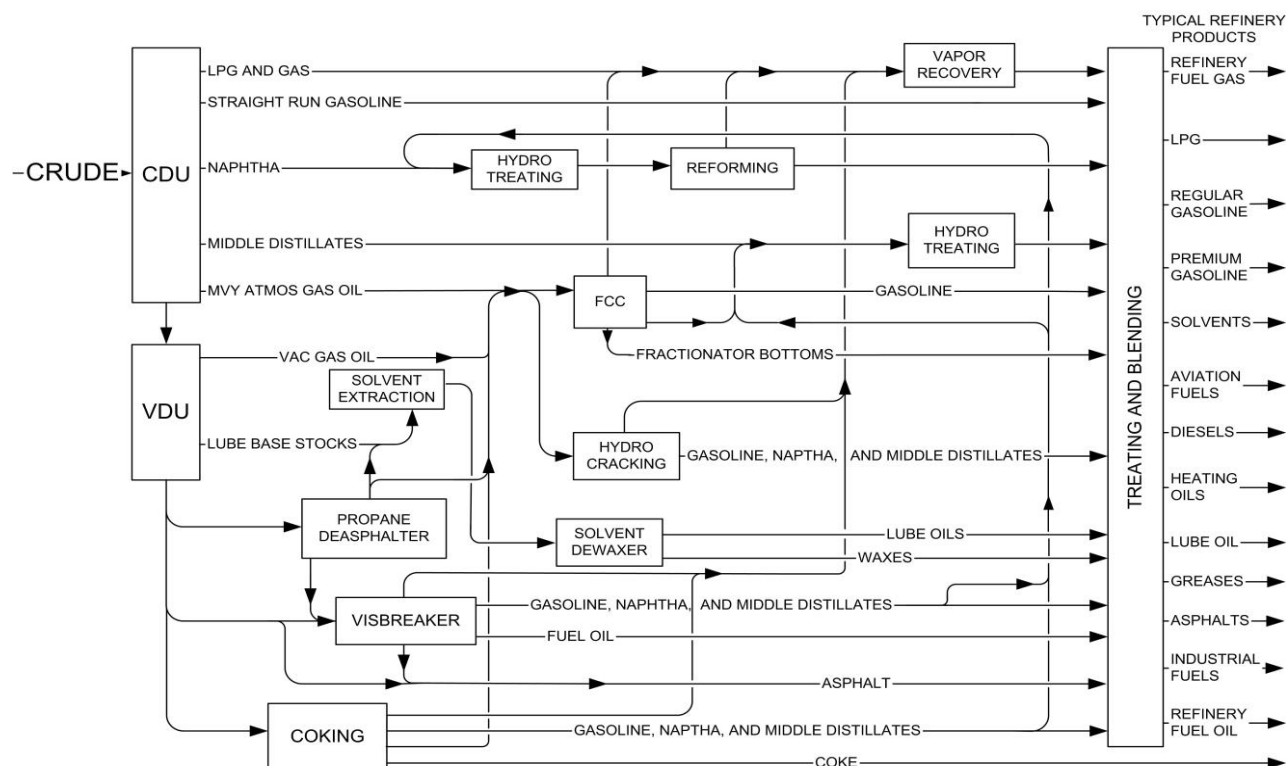 TYPICAL REFINERY
PRODUCTS
LPG AND GAS
VAPOR
RECOVERY
REFINERY
FUEL GAS
STRAIGHT RUN GASOLINE
LPG
CRUDE
CDU
NAPHTHA
HYDRO
TREATING
REFORMING
REGULAR
GASOLINE
MIDDLE DISTILLATES
HYDRO
TREATING
PREMIUM
GASOLINE
MVY ATMOS GAS OIL
FCC
GASOLINE
SOLVENTS
VAC GAS OIL
FRACTIONATOR BOTTOMS
VDU
SOLVENT
EXTRACTION
AVIATION
FUELS
TREATING AND BLENDING
LUBE BASE STOCKS
HYDRO
CRACKING
GASOLINE, NAPTHA, AND MIDDLE DISTILLATES
DIESELS
HEATING
OILS
PROPANE
DEASPHALTER
SOLVENT
DEWAXER
LUBE OILS
WAXES
LUBE OIL
GREASES
VISBREAKER
GASOLINE, NAPHTHA, AND MIDDLE DISTILLATES
FUEL OIL
ASPHALTS
ASPHALT
INDUSTRIAL
FUELS
COKING
GASOLINE, NAPTHA, AND MIDDLE DISTILLATES
REFINERY
FUEL OIL
COKE